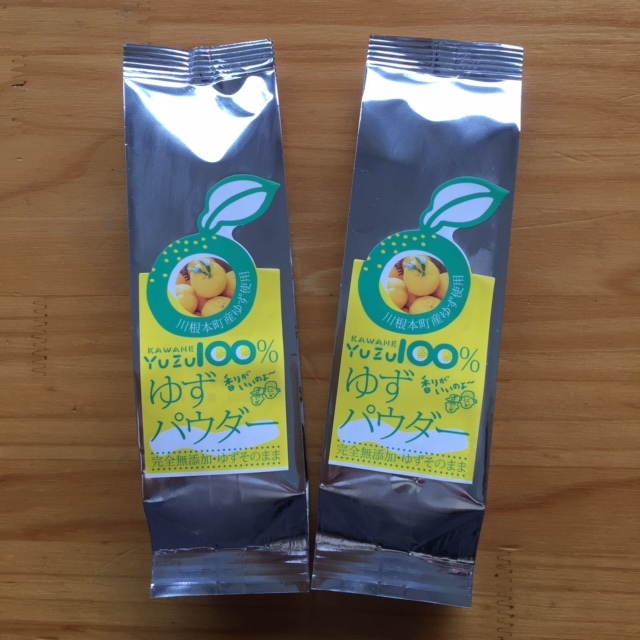 川根本町産ゆず使用
KAWANE
YUZU100%
ゆず
香りがいいのよ〜
パウダー
完全無添加ゆずそのまま
川根本町産ゆず使用
KAWANE
YUZU100%
ゆず
香りがいいのよ〜
パウダー
完全無添加ゆずそのまま